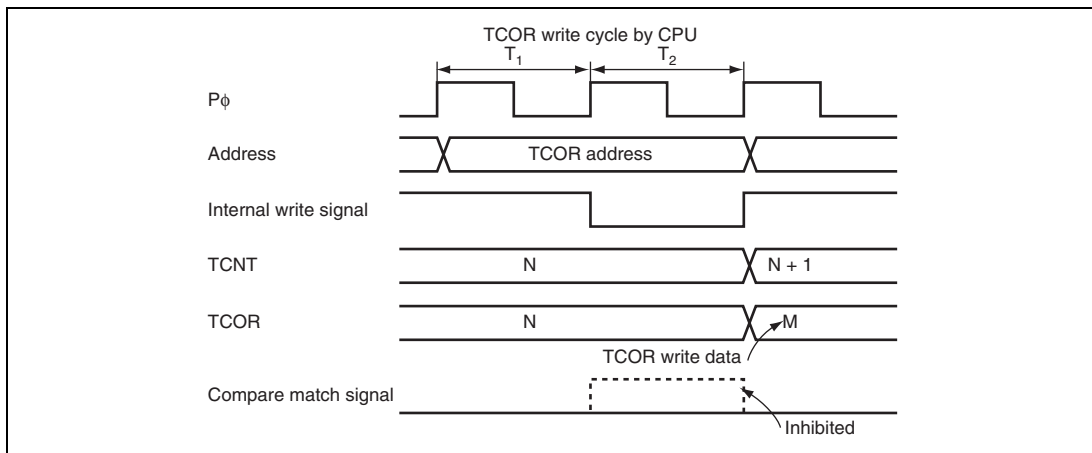 TCOR write cycle by CPU
T1 T2
Pϕ
Address TCOR address
Internal write signal
TCNT N N + 1
TCOR N M
TCOR write data
Compare match signal
Inhibited